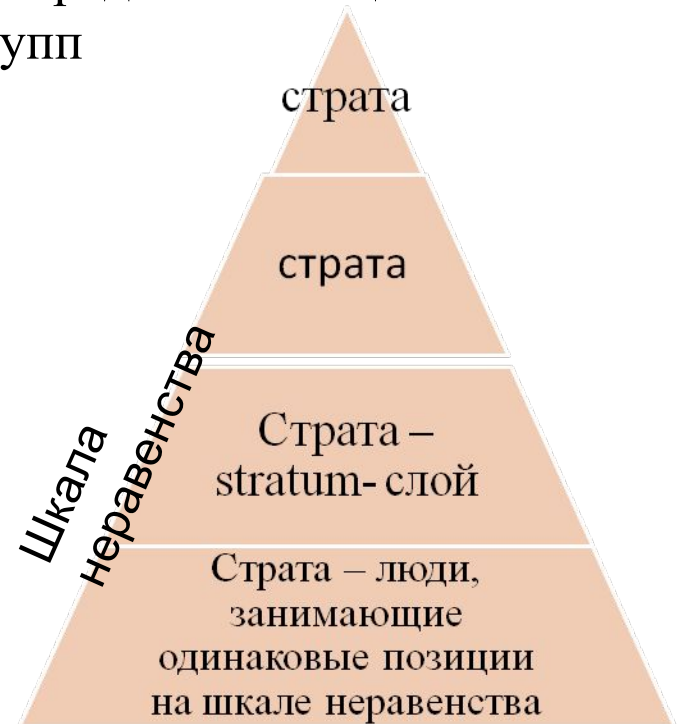 упп
страта
страта
Страта –
stratum- слой
Шкала
неравенства
Страта – люди,
занимающие
одинаковые позиции
на шкале неравенства